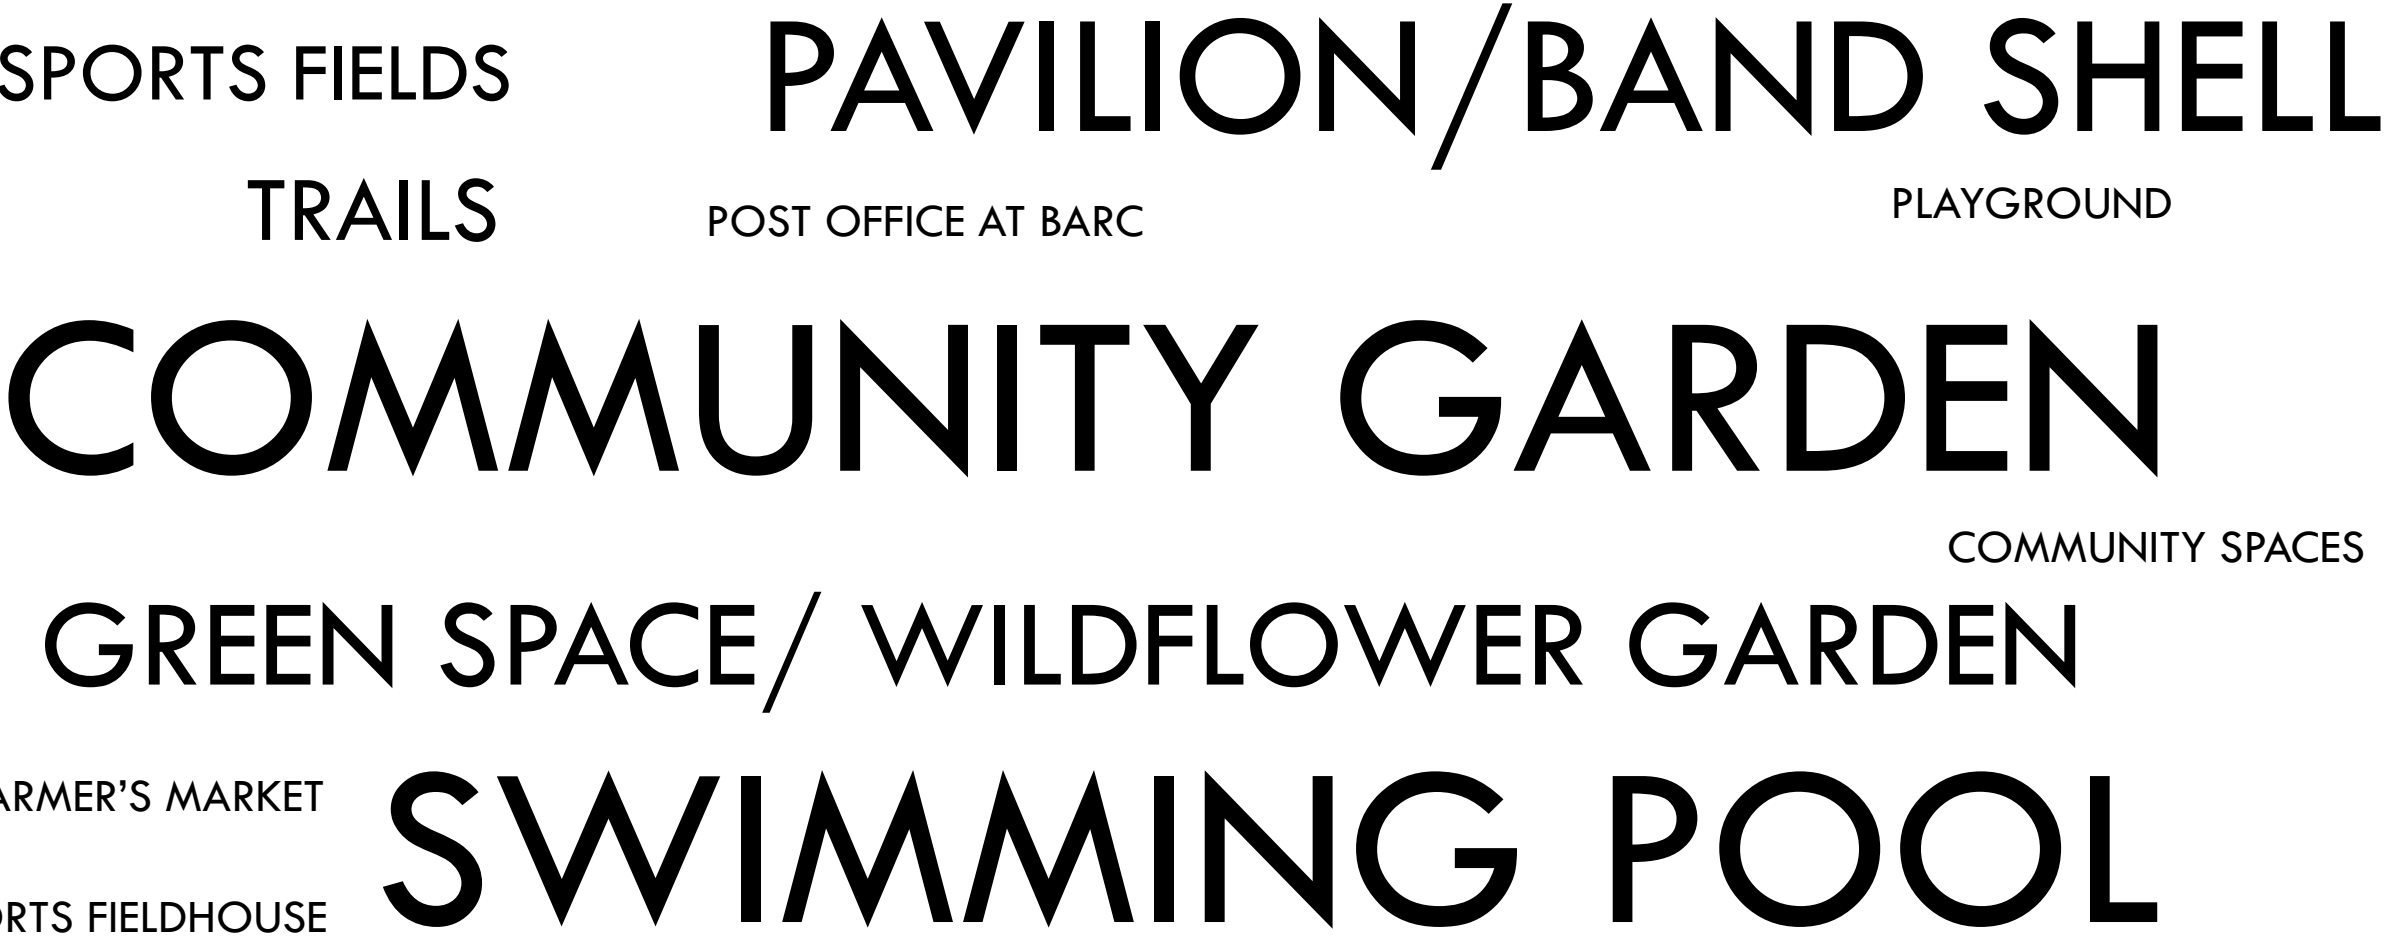 SPORTS FIELDS
PAVILION/BAND SHELL
TRAILS
POST OFFICE AT BARC
PLAYGROUND
COMMUNITY GARDEN
COMMUNITY SPACES
GREEN SPACE/ WILDFLOWER GARDEN
ARMER’S MARKET
SWIMMING POOL
ORTS FIELDHOUSE